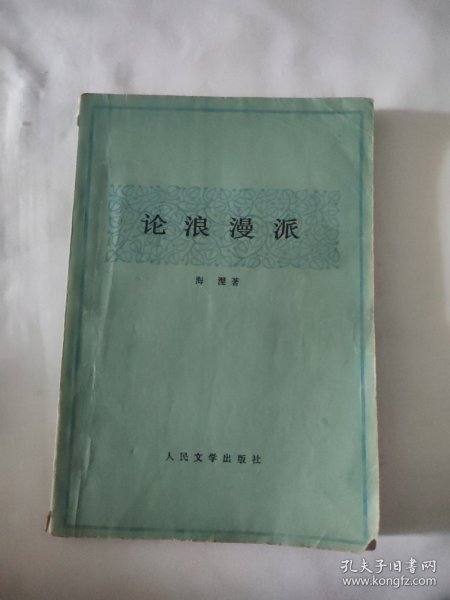 论浪漫派
海 涅著
人民文学出版社
孔夫子旧书网
www.kongfz.com